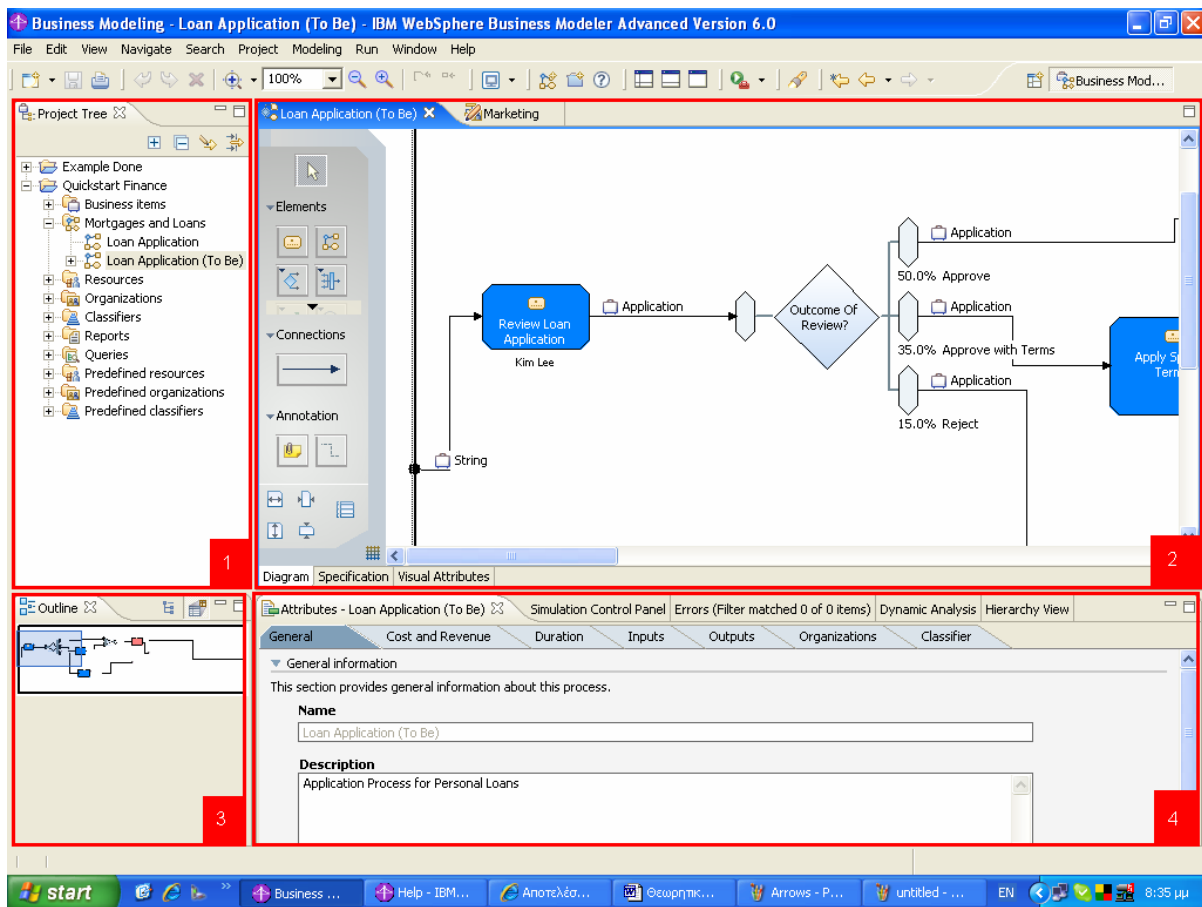 Business Modeling - Loan Application (To Be) - IBM WebSphere Business Modeler Advanced Version 6.0
File Edit View Navigate Search Project Modeling Run Window Help
100%
Business Mod...
Project Tree
Example Done
Quickstart Finance
Business items
Mortgages and Loans
Loan Application
Loan Application (To Be)
Resources
Organizations
Classifiers
Reports
Queries
Predefined resources
Predefined organizations
Predefined classifiers
1
Loan Application (To Be)
Marketing
Elements
Connections
Annotation
Review Loan
Application
Kim Lee
String
Application
Outcome Of
Review?
Application
50.0% Approve
Application
35.0% Approve with Terms
Application
15.0% Reject
2
Diagram Specification Visual Attributes
Outline
3
Attributes - Loan Application (To Be) Simulation Control Panel Errors (Filter matched 0 of 0 items) Dynamic Analysis Hierarchy View
General Cost and Revenue Duration Inputs Outputs Organizations Classifier
General information
This section provides general information about this process.
Name
Loan Application (To Be)
Description
Application Process for Personal Loans
4
start
Business ...
Help - IBM...
Αποτελέσ...
Θεωρητικ...
Arrows - P...
untitled - ...
EN
8:35 μμ